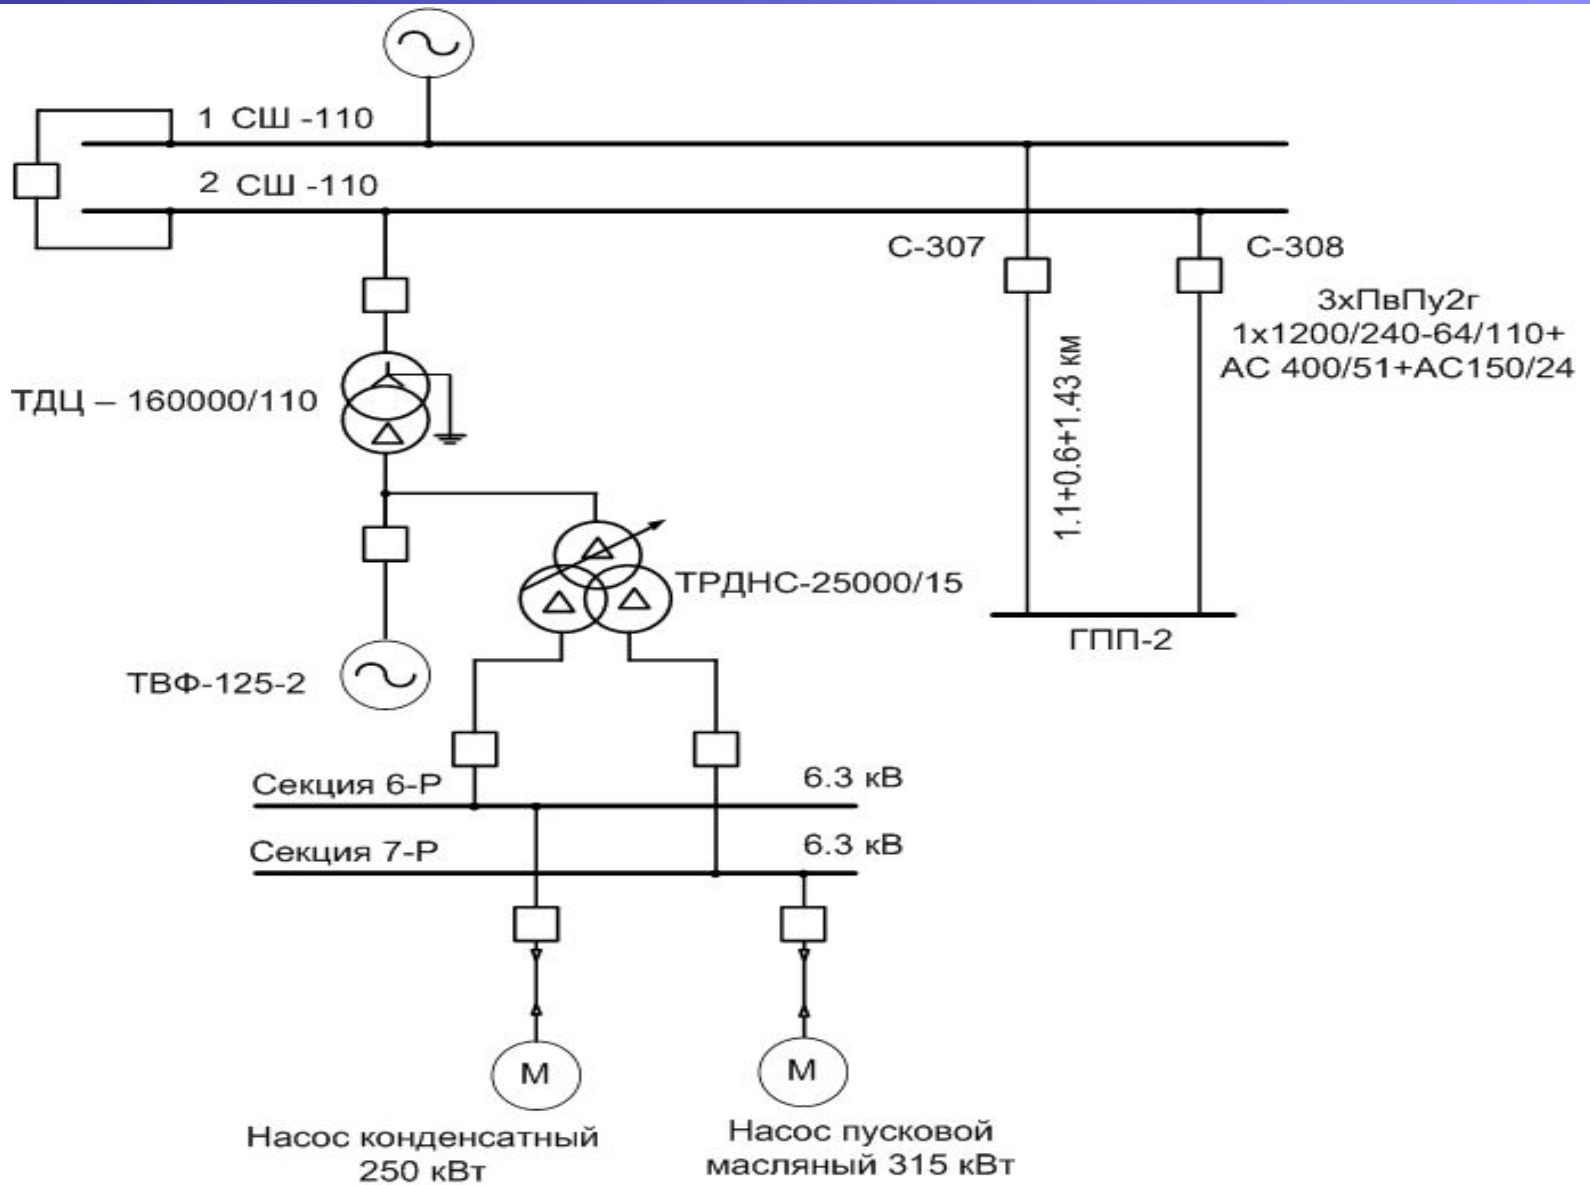 1 СШ -110
2 СШ -110
С-307
С-308
3хПвПу2г
1х1200/240-64/110+
АС 400/51+АС150/24
1.1+0.6+1.43 км
ТДЦ – 160000/110
ТРДНС-25000/15
ГПП-2
ТВФ-125-2
Секция 6-Р
6.3 кВ
Секция 7-Р
6.3 кВ
М
М
Насос конденсатный
250 кВт
Насос пусковой
масляный 315 кВт